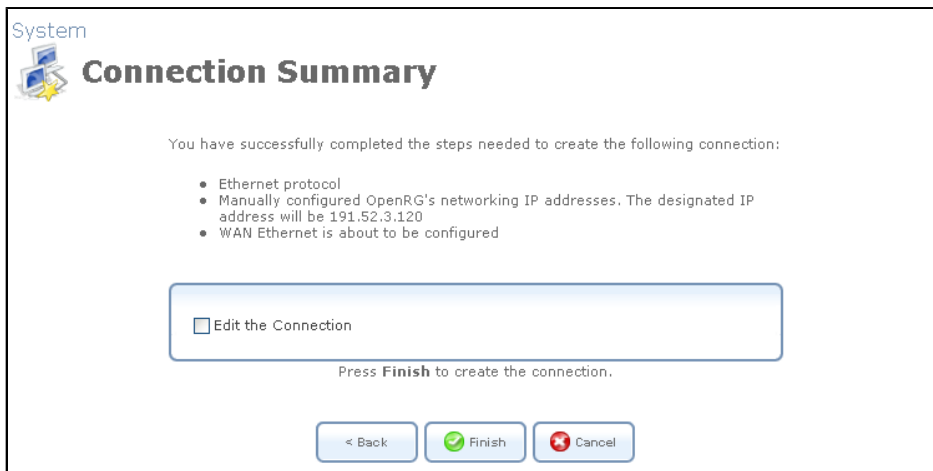 System
Connection Summary
You have successfully completed the steps needed to create the following connection:
● Ethernet protocol
● Manually configured OpenRG's networking IP addresses. The designated IP
address will be 191.52.3.120
● WAN Ethernet is about to be configured
Edit the Connection
Press Finish to create the connection.
< Back
Finish
Cancel